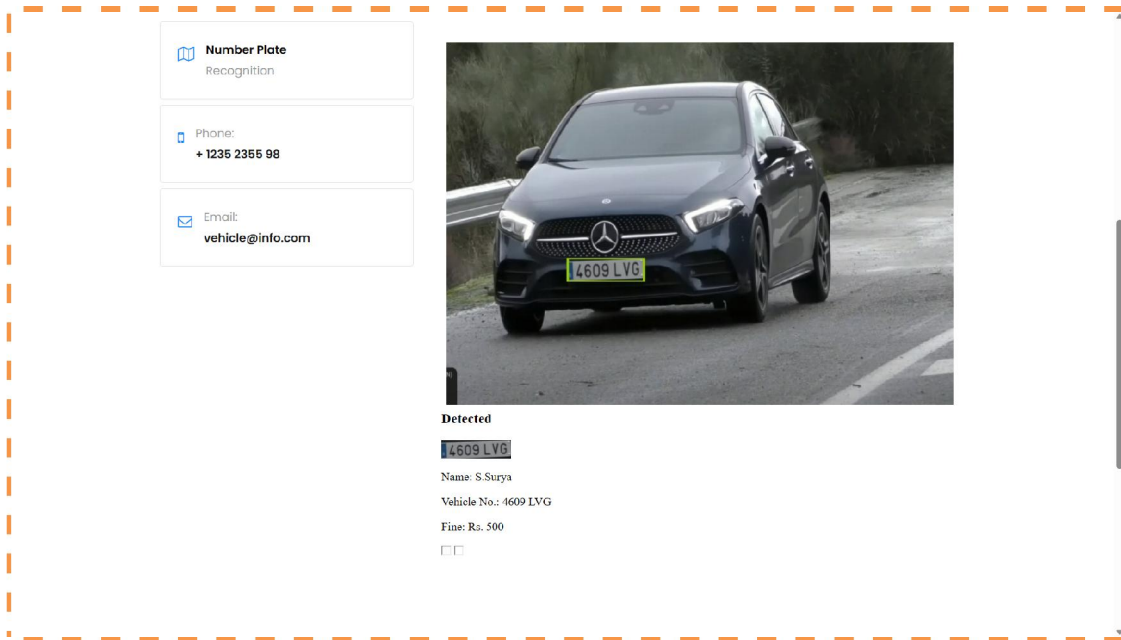 Number Plate
Recognition
Phone:
+ 1235 2355 98
Email:
vehicle@info.com
4609 LVG
Detected
4609 LVG
Name: S.Surya
Vehicle No.: 4609 LVG
Fine: Rs. 500